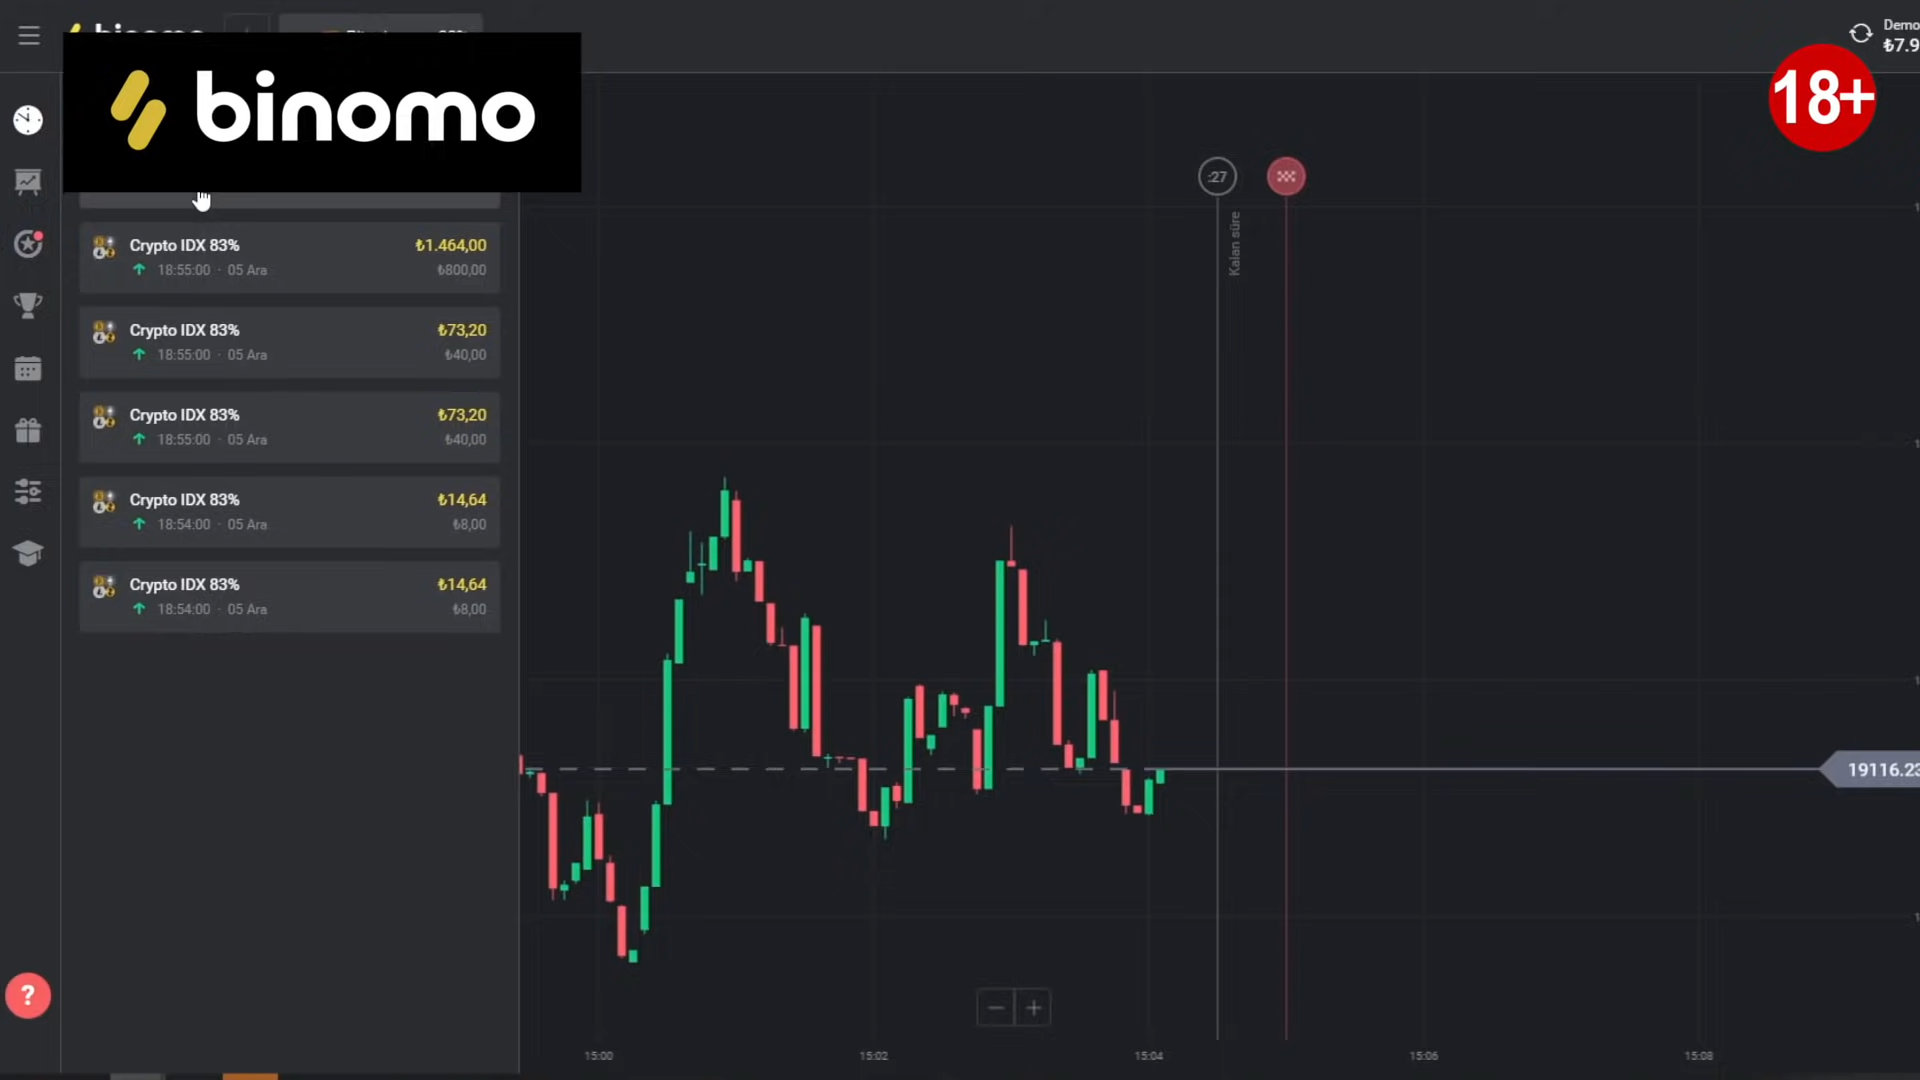 Demo
₺7.9
binomo
18+
:27
Kalan süre
Crypto IDX 83%
₺1.464,00
18:55:00 · 05 Ara
₺800,00
Crypto IDX 83%
₺73,20
18:55:00 · 05 Ara
₺40,00
Crypto IDX 83%
₺73,20
18:55:00 · 05 Ara
₺40,00
Crypto IDX 83%
₺14,64
18:54:00 · 05 Ara
₺8,00
Crypto IDX 83%
₺14,64
18:54:00 · 05 Ara
₺8,00
19116.23
?
15:00
15:02
15:04
15:06
15:08